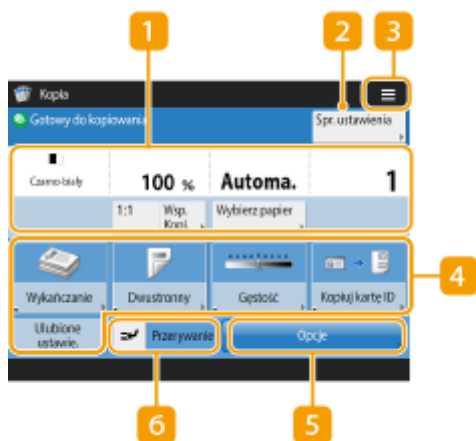 1
2
3
Kopia
Gotowy do kopiowania
Spr. ustawienia
Czarno-biały
100 %
Automa.
1
1:1
Wsp.
Kopi.
Wybierz papier
4
Wykańczanie
Dwustronny
Gęstość
Kopiuj kartę ID
Ulubione
ustawie.
Przerywanie
Opcje
6
5